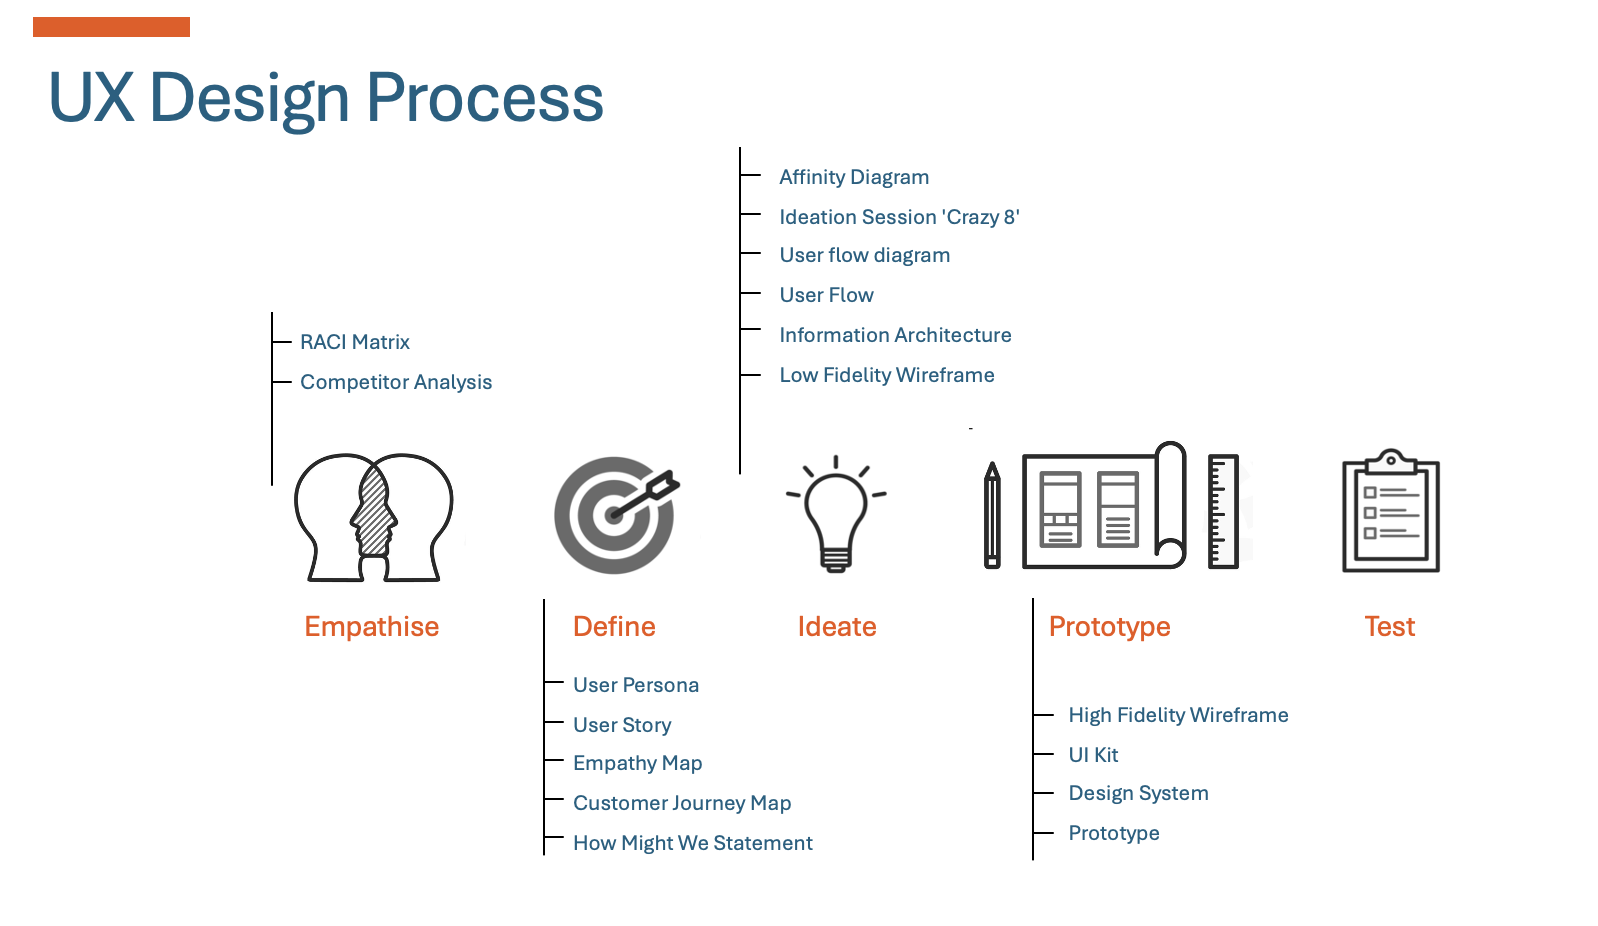 UX Design Process
Affinity Diagram
Ideation Session 'Crazy 8'
User flow diagram
User Flow
Information Architecture
Low Fidelity Wireframe
RACI Matrix
Competitor Analysis
-
Empathise
Define
Ideate
Prototype
Test
User Persona
User Story
Empathy Map
Customer Journey Map
How Might We Statement
High Fidelity Wireframe
UI Kit
Design System
Prototype